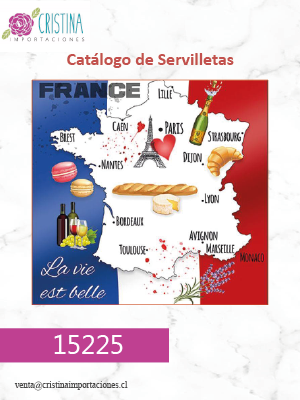 CRISTINA
IMPORTACIONES
Catálogo de Servilletas
FRANCE
LILLE
CAEN
PARIS
STRASBOURG
BREST
NANTES
DIJON
LYON
BORDEAUX
AVIGNON
TOULOUSE
MARSEILLE
MONACO
La vie
est belle
15225
venta@cristinaimportaciones.cl